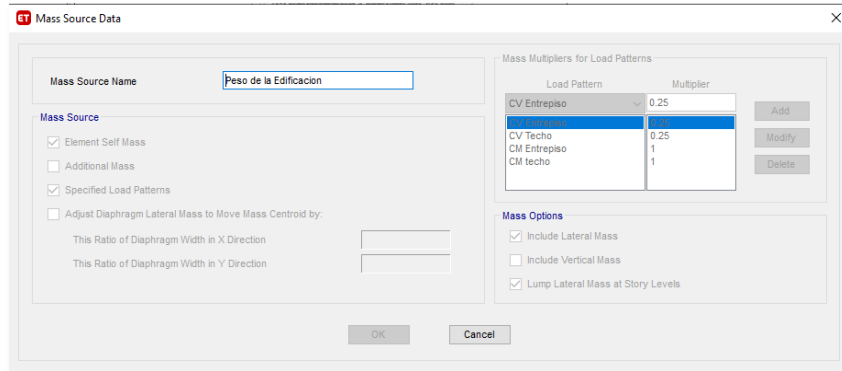 ET Mass Source Data
Mass Source Name Peso de la Edificacion
Mass Source
Element Self Mass
Additional Mass
Specified Load Patterns
Adjust Diaphragm Lateral Mass to Move Mass Centroid by:
This Ratio of Diaphragm Width in X Direction
This Ratio of Diaphragm Width in Y Direction
Mass Multipliers for Load Patterns
Load Pattern Multiplier
CV Entrepiso 0.25
CV Entrepiso 0.25
CV Techo 0.25
CM Entrepiso 1
CM techo 1
Add
Modify
Delete
Mass Options
Include Lateral Mass
Include Vertical Mass
Lump Lateral Mass at Story Levels
OK Cancel